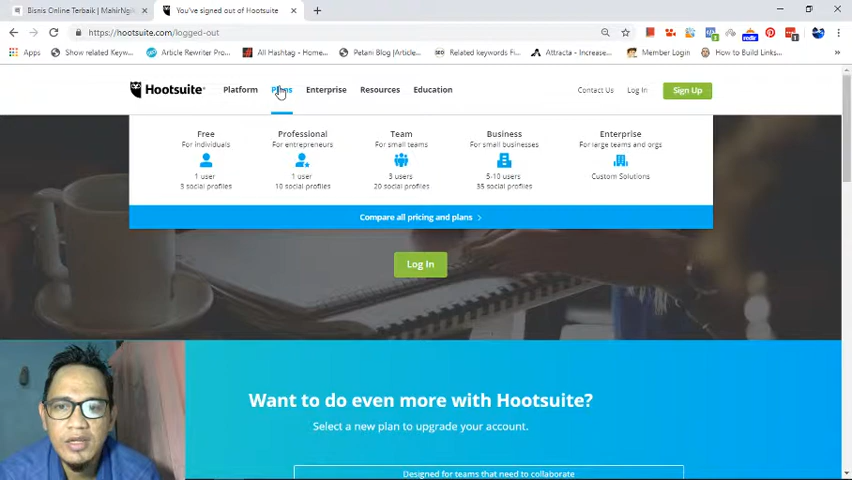 Bisnis Online Terbaik | MahirNgik
You've signed out of Hootsuite
https://hootsuite.com/logged-out
Apps
Show related Keyw...
Article Rewriter Pro...
All Hashtag - Home...
Petani Blog |Article...
Related keywords Fi...
Attracta - Increase...
Member Login
How to Build Links...
Hootsuite
Platform
Plans
Enterprise
Resources
Education
Contact Us
Log In
Sign Up
Free
For individuals
1 user
3 social profiles
Professional
For entrepreneurs
1 user
10 social profiles
Team
For small teams
3 users
20 social profiles
Business
For small businesses
5-10 users
35 social profiles
Enterprise
For large teams and orgs
Custom Solutions
Compare all pricing and plans
Log In
Want to do even more with Hootsuite?
Select a new plan to upgrade your account.
Designed for teams that need to collaborate